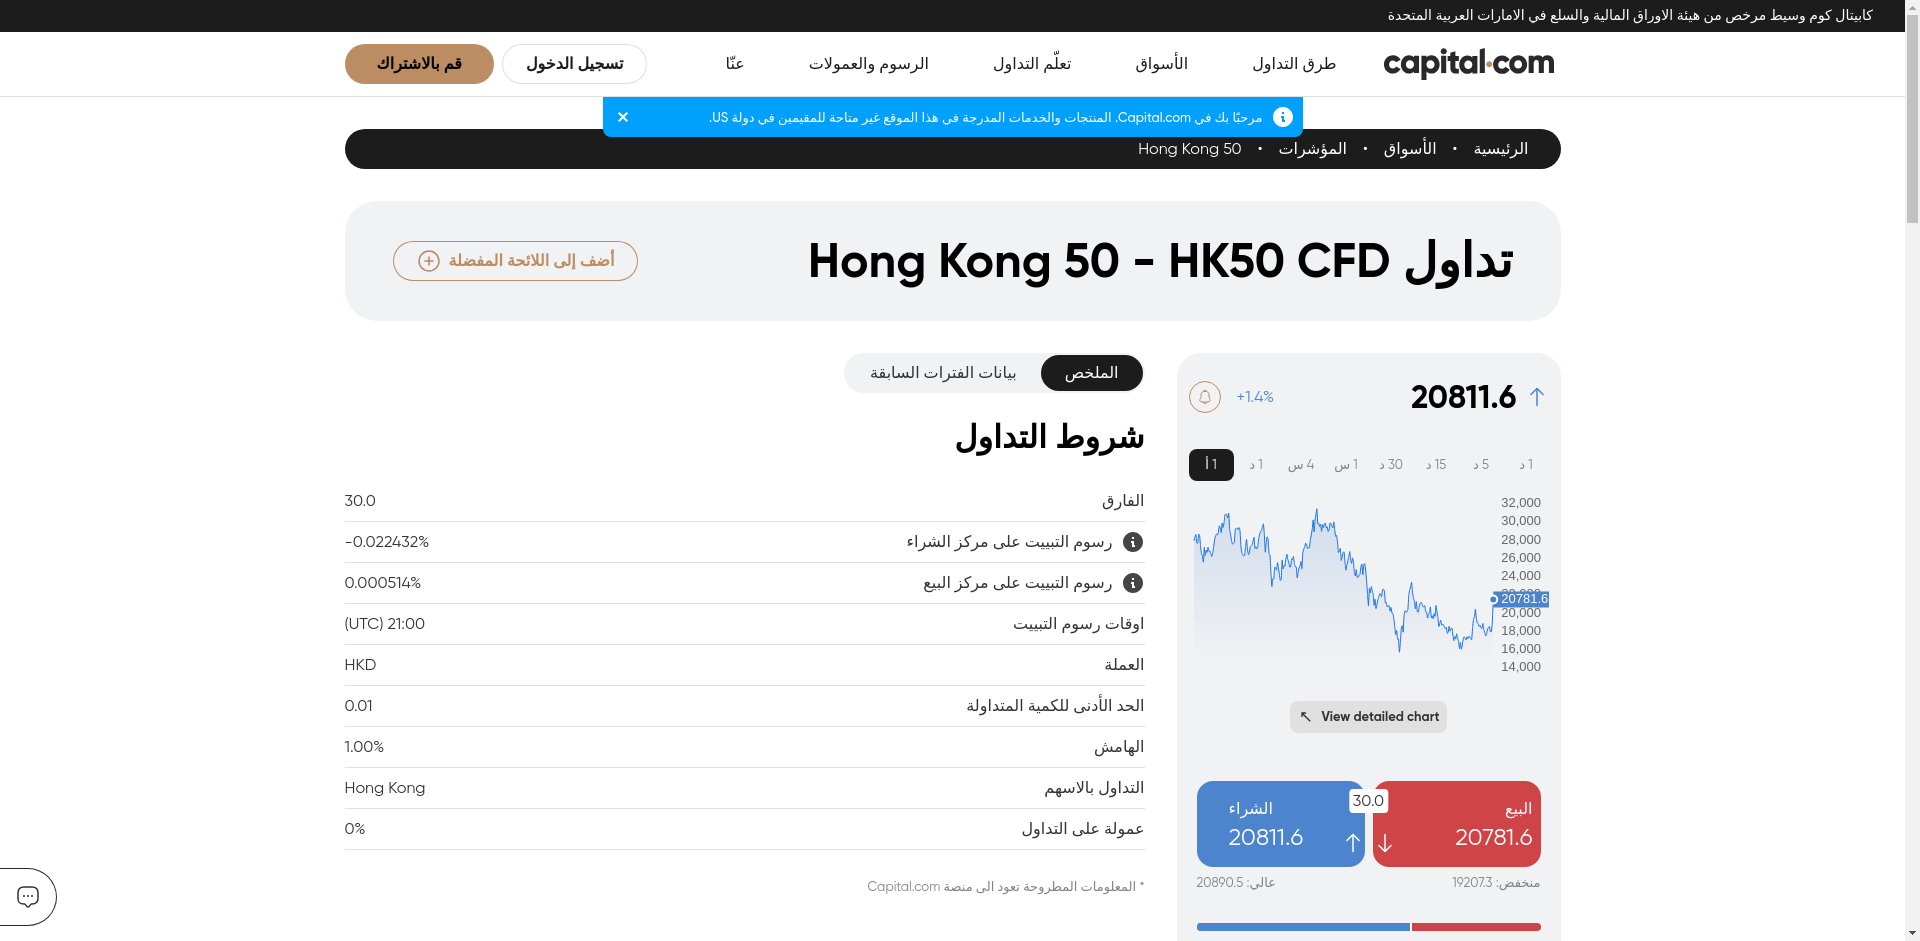 كابيتال كوم وسيط مرخص من هيئة الاوراق المالية والسلع في الامارات العربية المتحدة
capital.com
طرق التداول
الأسواق
تعلّم التداول
الرسوم والعمولات
عنّا
تسجيل الدخول
قم بالاشتراك
مرحبًا بك في Capital.com. المنتجات والخدمات المدرجة في هذا الموقع غير متاحة للمقيمين في دولة US.
الرئيسية • الأسواق • المؤشرات • Hong Kong 50
تداول Hong Kong 50 - HK50 CFD
أضف إلى اللائحة المفضلة
20811.6
+1.4%
1 د
5 د
15 د
30 د
1 س
4 س
1 د
1 أ
32,000
30,000
28,000
26,000
24,000
20781.6
20,000
18,000
16,000
14,000
View detailed chart
البيع
20781.6
30.0
الشراء
20811.6
منخفض: 19207.3
عالي: 20890.5
الملخص
بيانات الفترات السابقة
شروط التداول
الفارق 30.0
رسوم التبييت على مركز الشراء -0.022432%
رسوم التبييت على مركز البيع 0.000514%
اوقات رسوم التبييت 21:00 (UTC)
العملة HKD
الحد الأدنى للكمية المتداولة 0.01
الهامش 1.00%
التداول بالاسهم Hong Kong
عمولة على التداول 0%
* المعلومات المطروحة تعود الى منصة Capital.com